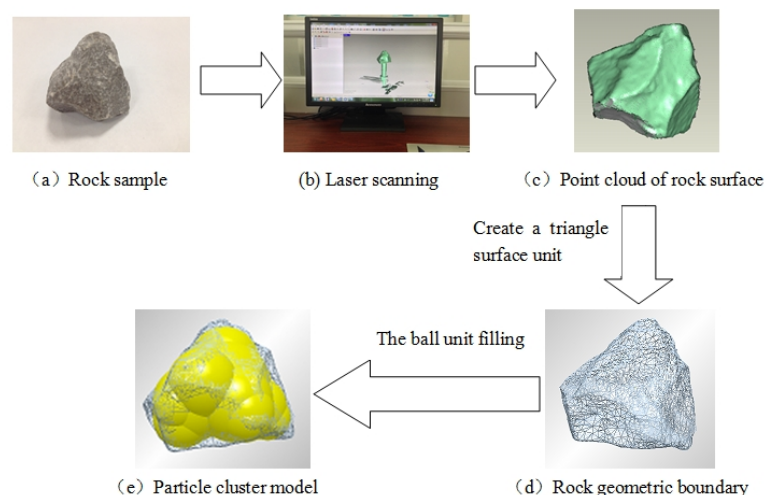 （a）Rock sample
(b) Laser scanning
（c）Point cloud of rock surface
Create a triangle
surface unit
The ball unit filling
（e）Particle cluster model
（d）Rock geometric boundary